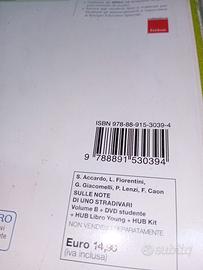 ISBN 978-88-915-3039-4
9 788891 530394
S. Accardo, L. Fiorentini,
G. Giacomelli, P. Lenzi, F. Caon
SULLE NOTE
DI UNO STRADIVARI
Volume B + DVD studente
+ HUB Libro Young + HUB Kit
NON VENDIBILI SEPARATAMENTE
Euro 14,90
(iva inclusa)
subito